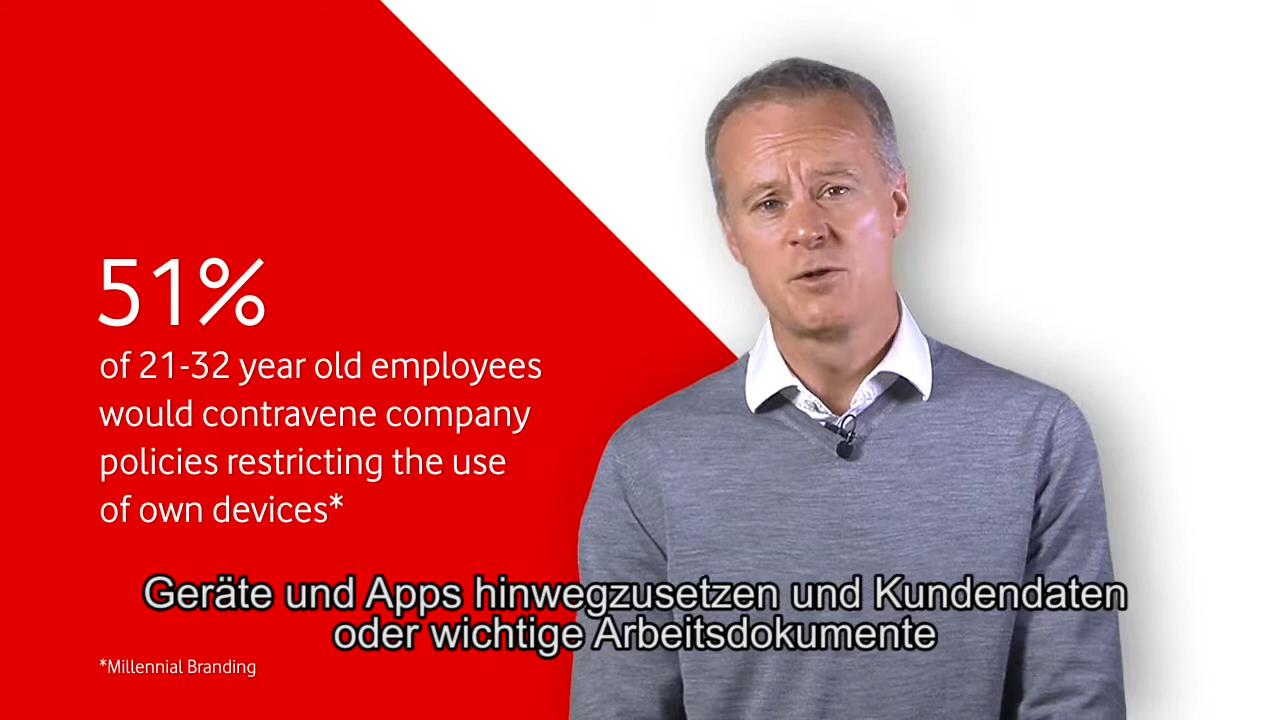 51%
of 21-32 year old employees
would contravene company
policies restricting the use
of own devices*
Geräte und Apps hinwegzusetzen und Kundendaten
oder wichtige Arbeitsdokumente
*Millennial Branding